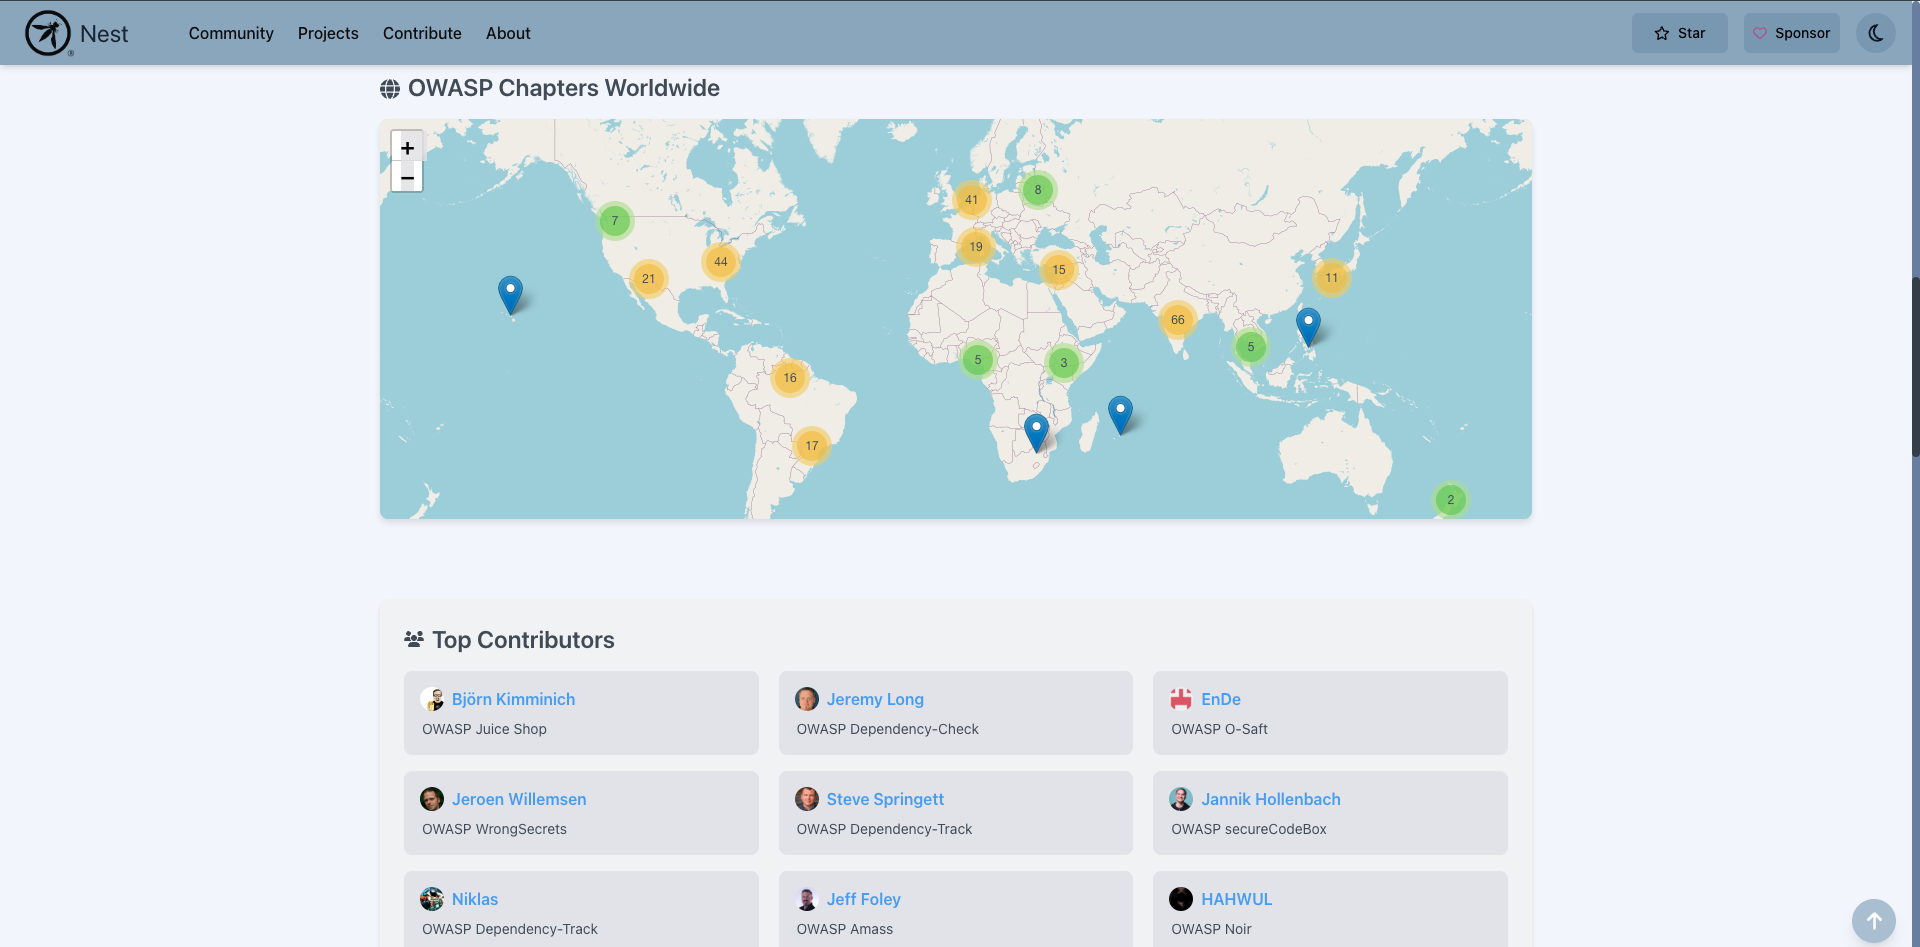 Nest
Community Projects Contribute About
Star
Sponsor
OWASP Chapters Worldwide
+
−
8
41
7
19
44
15
11
21
66
5
5
3
16
17
2
Top Contributors
Björn Kimminich
OWASP Juice Shop
Jeremy Long
OWASP Dependency-Check
EnDe
OWASP O-Saft
Jeroen Willemsen
OWASP WrongSecrets
Steve Springett
OWASP Dependency-Track
Jannik Hollenbach
OWASP secureCodeBox
Niklas
OWASP Dependency-Track
Jeff Foley
OWASP Amass
HAHWUL
OWASP Noir